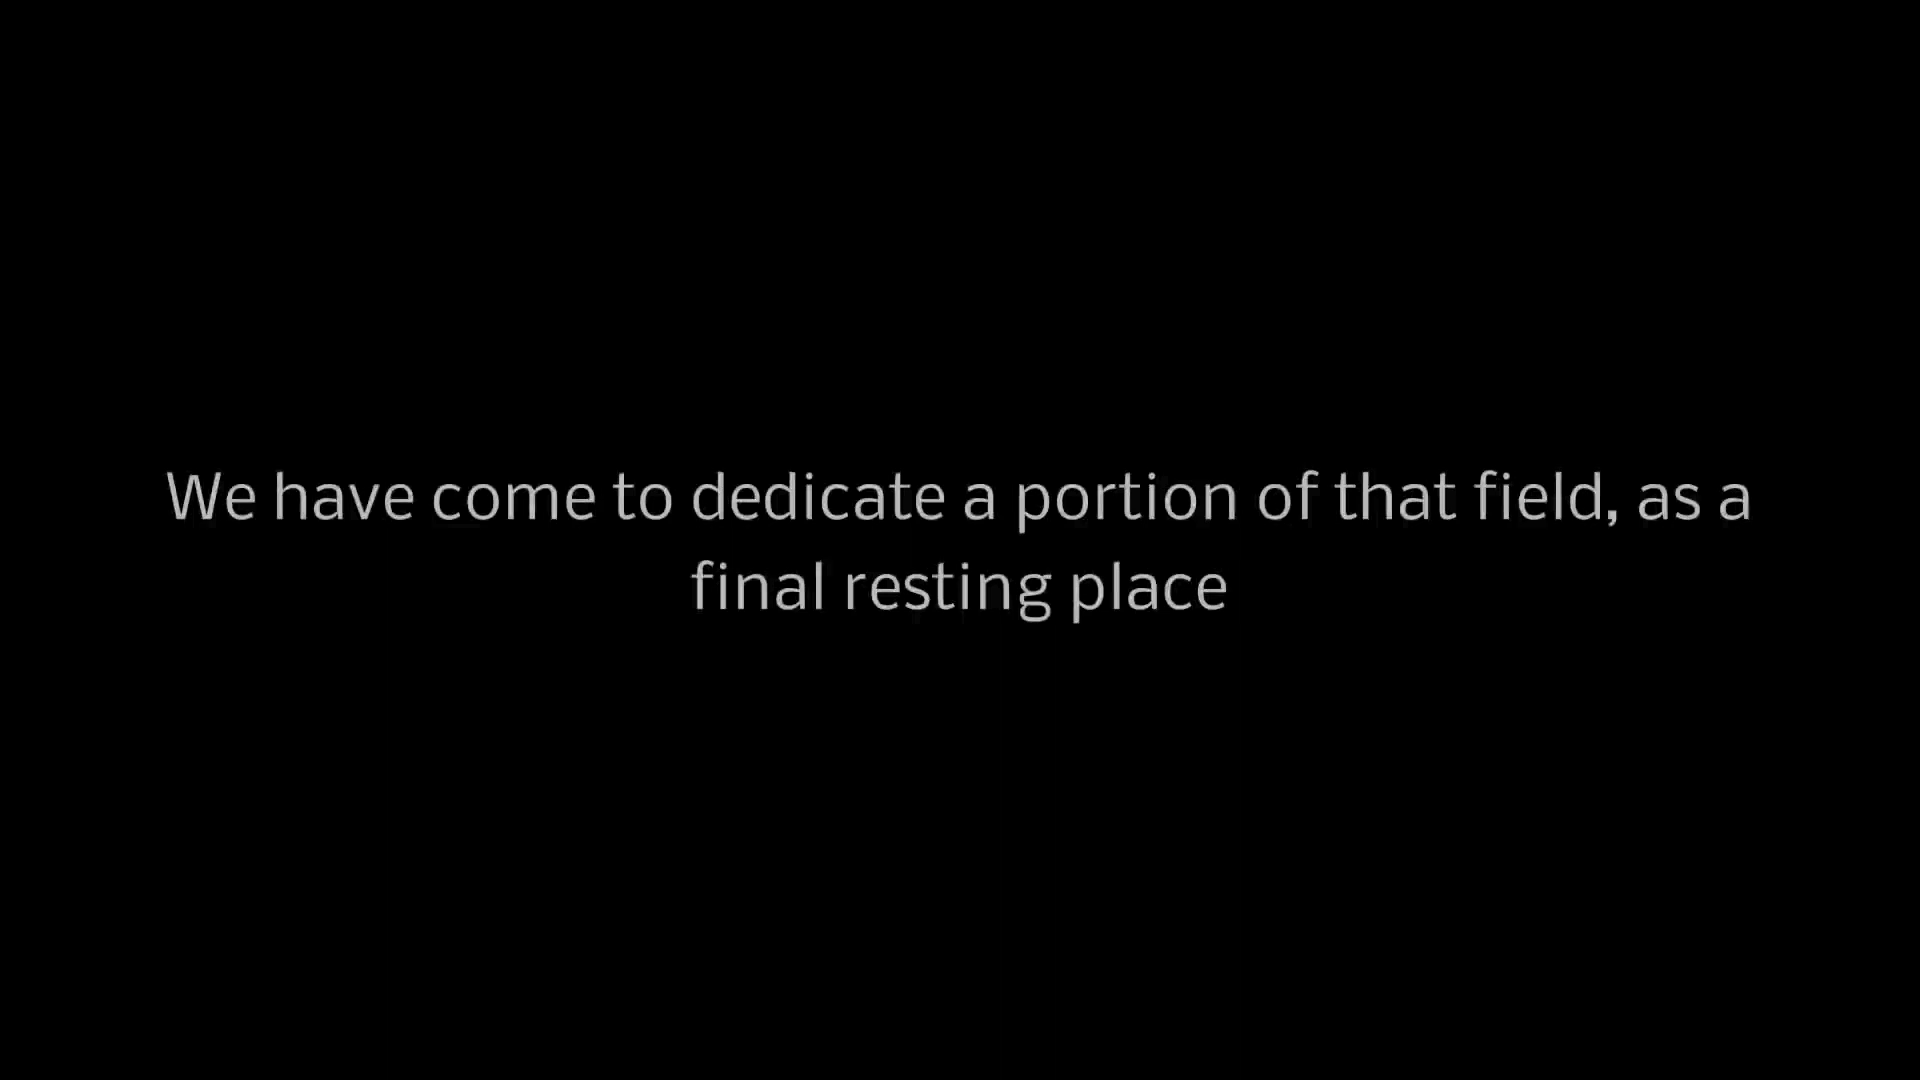 We have come to dedicate a portion of that field, as a
final resting place